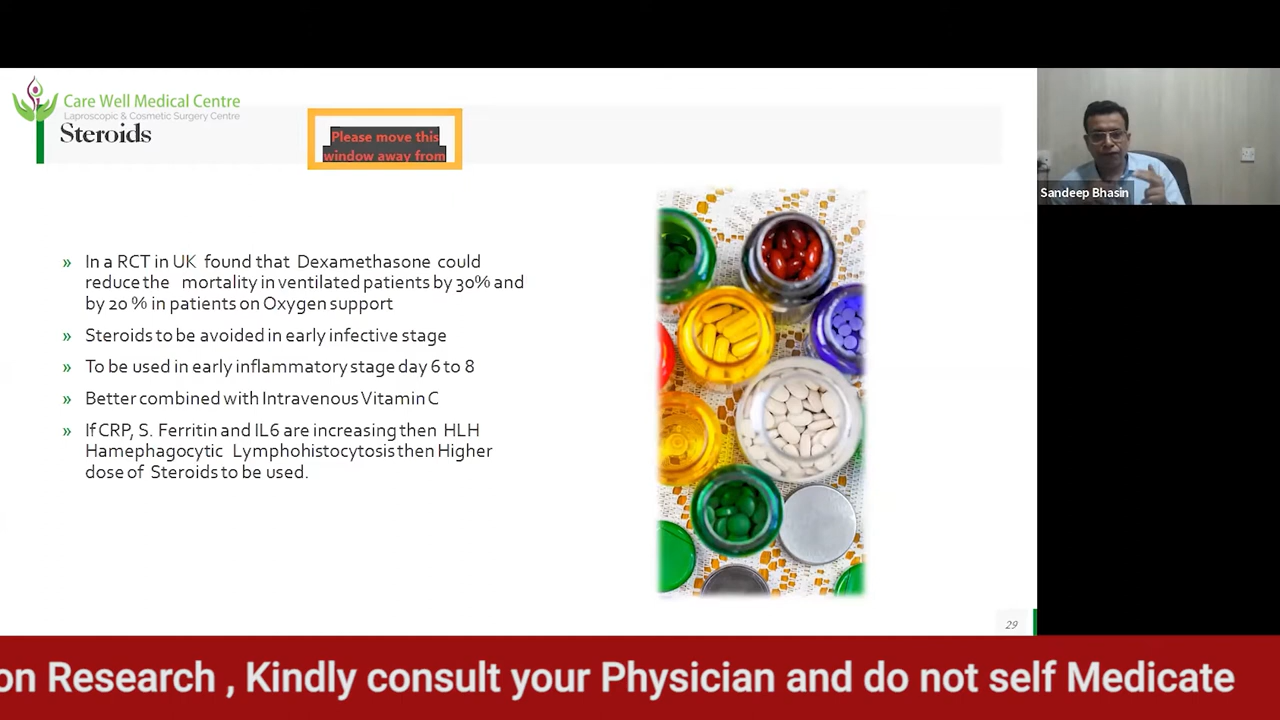 Care Well Medical Centre
Laproscopic & Cosmetic Surgery Centre
Steroids
Please move this
window away from
Sandeep Bhasin
» In a RCT in UK found that Dexamethasone could
reduce the mortality in ventilated patients by 30% and
by 20 % in patients on Oxygen support
» Steroids to be avoided in early infective stage
» To be used in early inflammatory stage day 6 to 8
» Better combined with Intravenous Vitamin C
» If CRP, S. Ferritin and IL6 are increasing then HLH
Hamephagocytic Lymphohistocytosis then Higher
dose of Steroids to be used.
29
on Research , Kindly consult your Physician and do not self Medicate